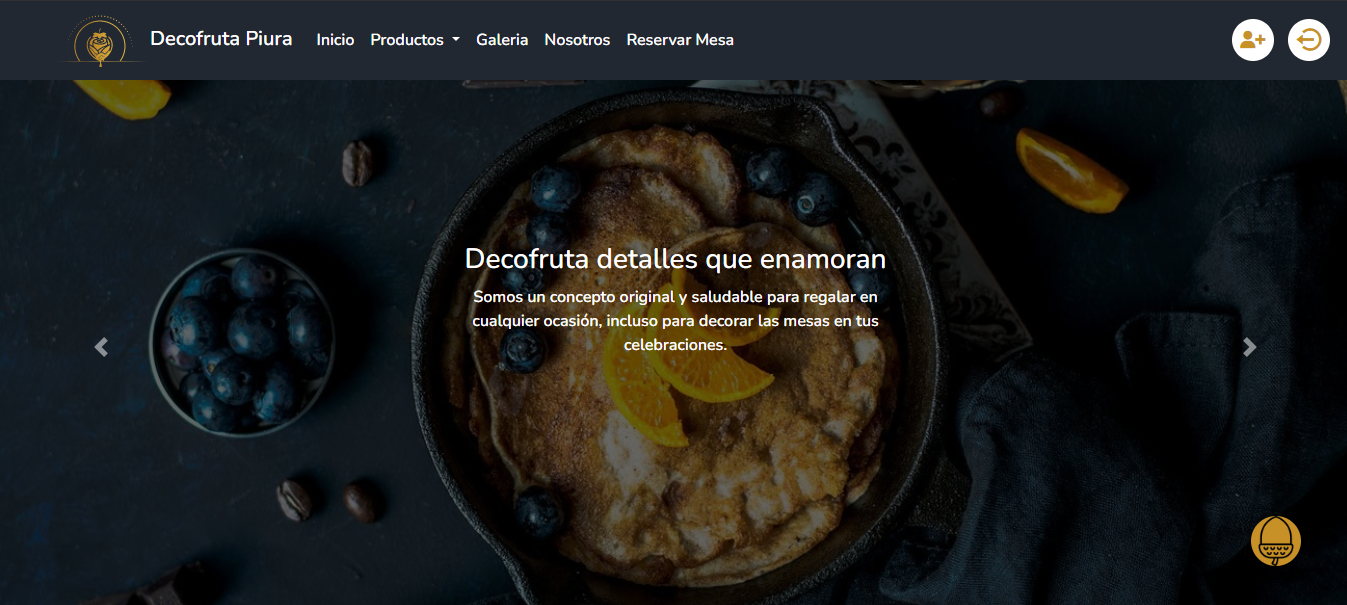 Decofruta Piura
Inicio
Productos
Galeria
Nosotros
Reservar Mesa
Decofruta detalles que enamoran
Somos un concepto original y saludable para regalar en
cualquier ocasión, incluso para decorar las mesas en tus
celebraciones.